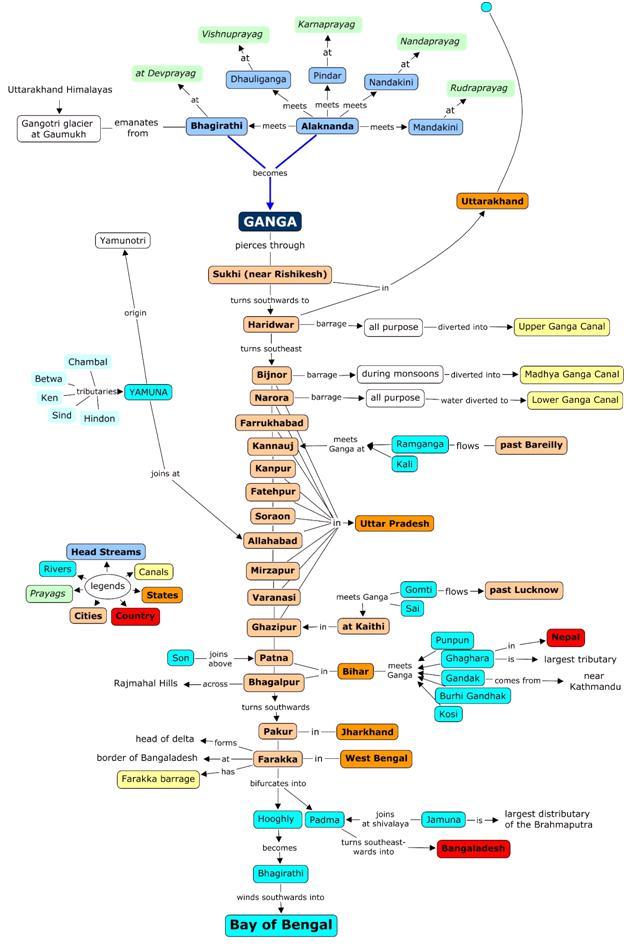 Karnaprayag
Vishnuprayag
at
Nandaprayag
at
at
at Devprayag
Dhauliganga
Pindar
Nandakini
Rudraprayag
Uttarakhand Himalayas
at
meets
meets
meets
at
Gangotri glacier
at Gaumukh
emanates
from
Bhagirathi
meets
Alaknanda
meets
Mandakini
becomes
Uttarakhand
GANGA
Yamunotri
pierces through
Sukhi (near Rishikesh)
in
turns southwards to
origin
Haridwar
barrage
all purpose
diverted into
Upper Ganga Canal
turns southeast
Chambal
Bijnor
barrage
during monsoons
diverted into
Madhya Ganga Canal
Betwa
tributaries
YAMUNA
Ken
Narora
barrage
all purpose
water diverted to
Lower Ganga Canal
Sind
Hindon
Farrukhabad
Kannauj
meets
Ganga at
Ramganga
flows
past Bareilly
Kali
Kanpur
joins at
Fatehpur
Soraon
in
Uttar Pradesh
Allahabad
Head Streams
Rivers
Canals
legends
Prayags
States
Cities
Country
Mirzapur
Varanasi
meets Ganga
Gomti
flows
past Lucknow
Sai
Ghazipur
in
at Kaithi
Punpun
Nepal
in
Son
joins
above
Patna
Ghaghara
is
largest tributary
in
Bihar
meets
Ganga
Gandak
comes from
near
Kathmandu
Rajmahal Hills
across
Bhagalpur
Burhi Gandhak
Kosi
turns southwards
Pakur
in
Jharkhand
head of delta
forms
border of Bangaladesh
at
Farakka
in
West Bengal
Farakka barrage
has
bifurcates into
Hooghly
Padma
joins
at shivalaya
Jamuna
is
largest distributary
of the Brahmaputra
becomes
turns southeast-
wards into
Bangaladesh
Bhagirathi
winds southwards into
Bay of Bengal